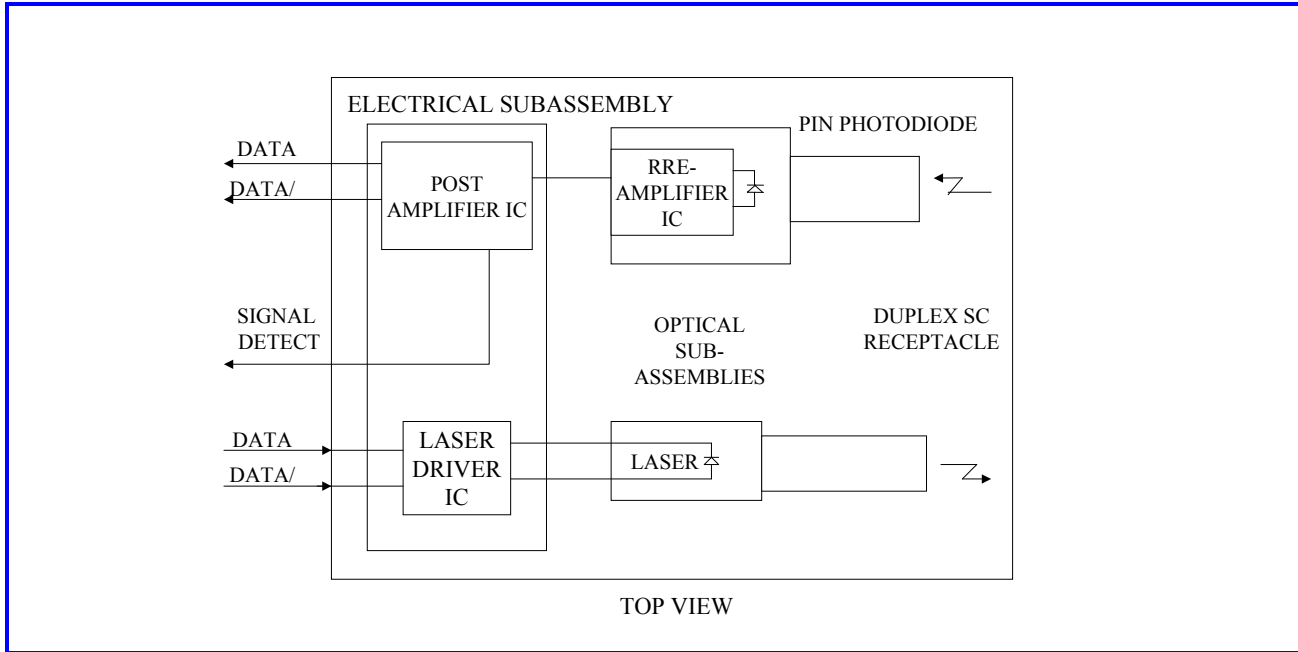 ELECTRICAL SUBASSEMBLY
PIN PHOTODIODE
DATA
DATA/
POST
AMPLIFIER IC
RRE-
AMPLIFIER
IC
SIGNAL
DETECT
OPTICAL
SUB-
ASSEMBLIES
DUPLEX SC
RECEPTACLE
DATA
DATA/
LASER
DRIVER
IC
LASER
TOP VIEW